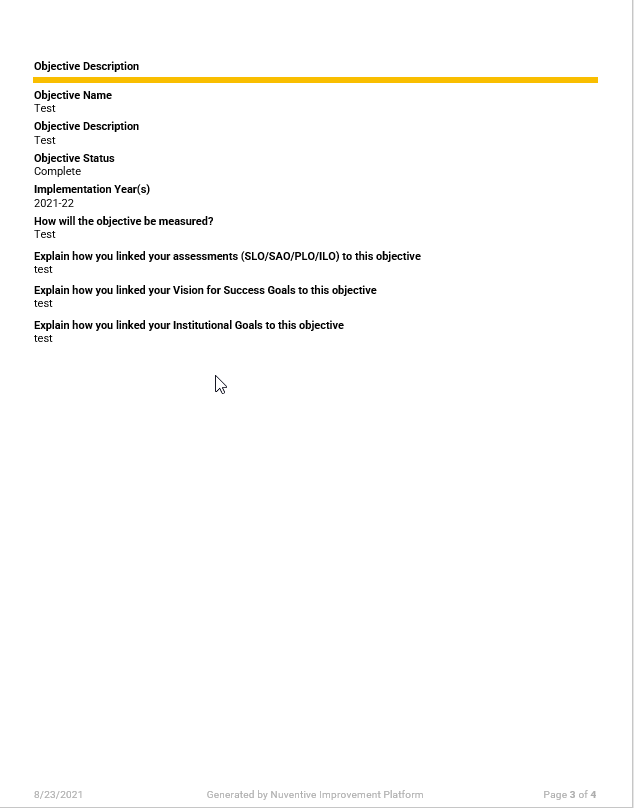 Objective Description
Objective Name
Test
Objective Description
Test
Objective Status
Complete
Implementation Year(s)
2021-22
How will the objective be measured?
Test
Explain how you linked your assessments (SLO/SAO/PLO/ILO) to this objective
test
Explain how you linked your Vision for Success Goals to this objective
test
Explain how you linked your Institutional Goals to this objective
test
8/23/2021 Generated by Nuventive Improvement Platform Page 3 of 4